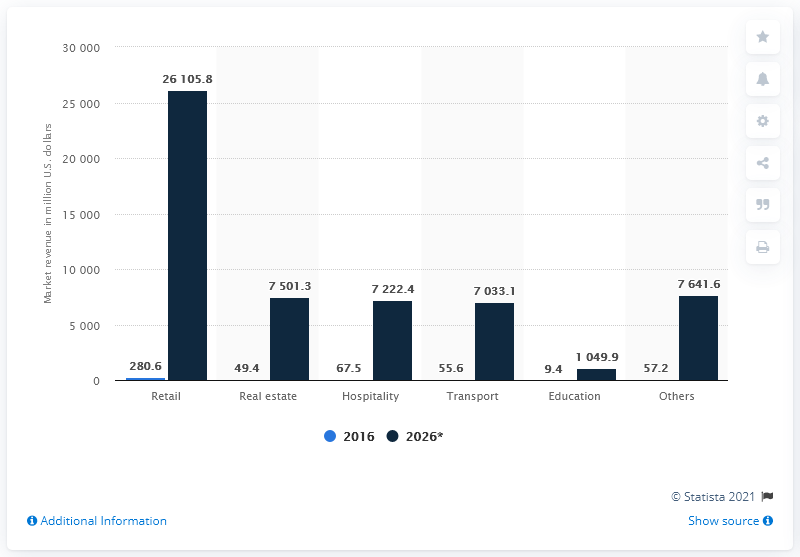 30 000
25 000
20 000
15 000
10 000
5 000
0
Market revenue in million U.S. dollars
280.6
26 105.8
49.4
7 501.3
67.5
7 222.4
55.6
7 033.1
9.4
1 049.9
57.2
7 641.6
Retail
Real estate
Hospitality
Transport
Education
Others
2016 2026*
© Statista 2021
Additional Information
Show source